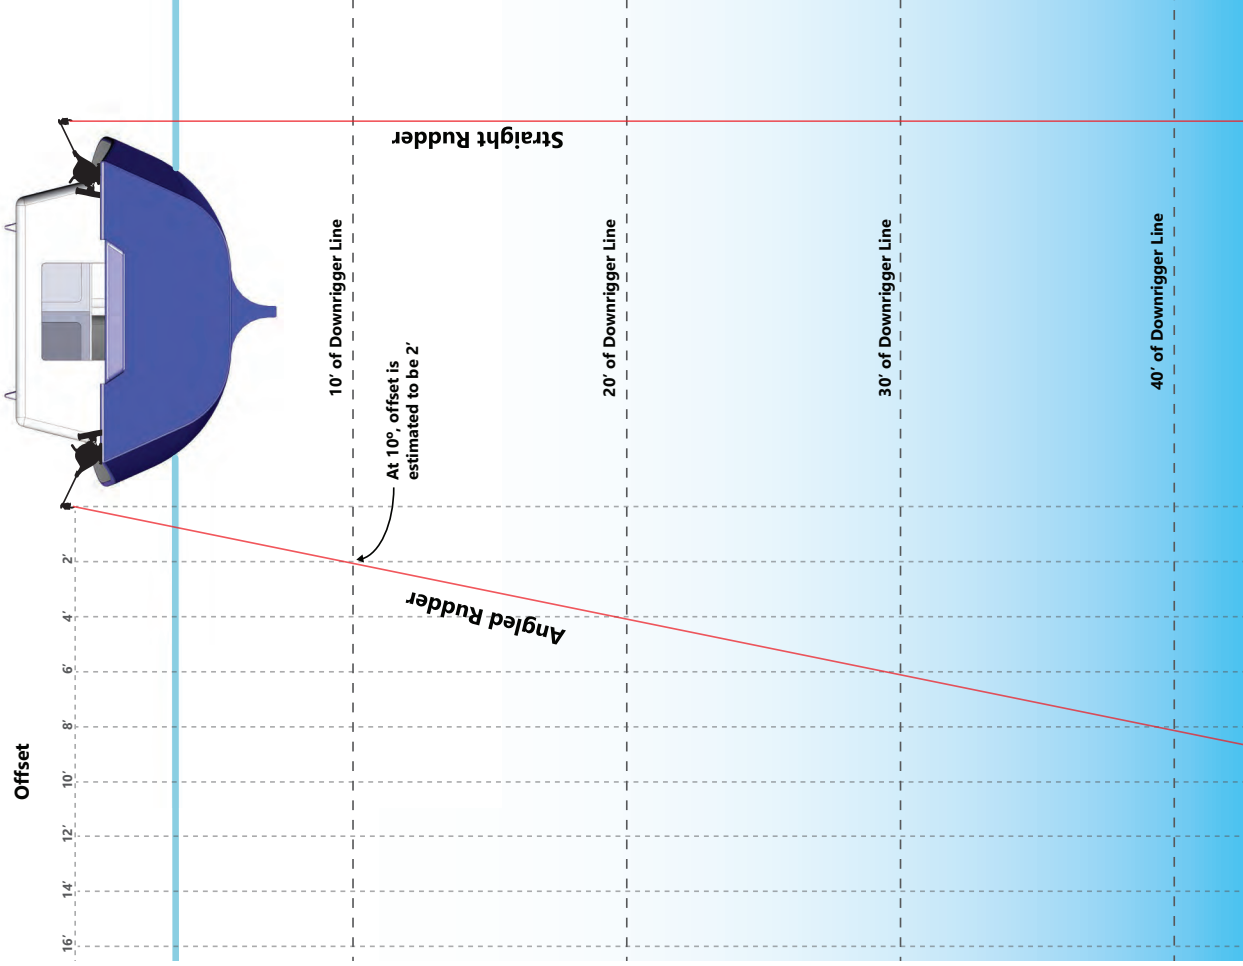 Straight Rudder
10’ of Downrigger Line
20’ of Downrigger Line
30’ of Downrigger Line
40’ of Downrigger Line
At 10º, offset is
estimated to be 2’
Angled Rudder
Offset
2’
4’
6’
8’
10’
12’
14’
16’